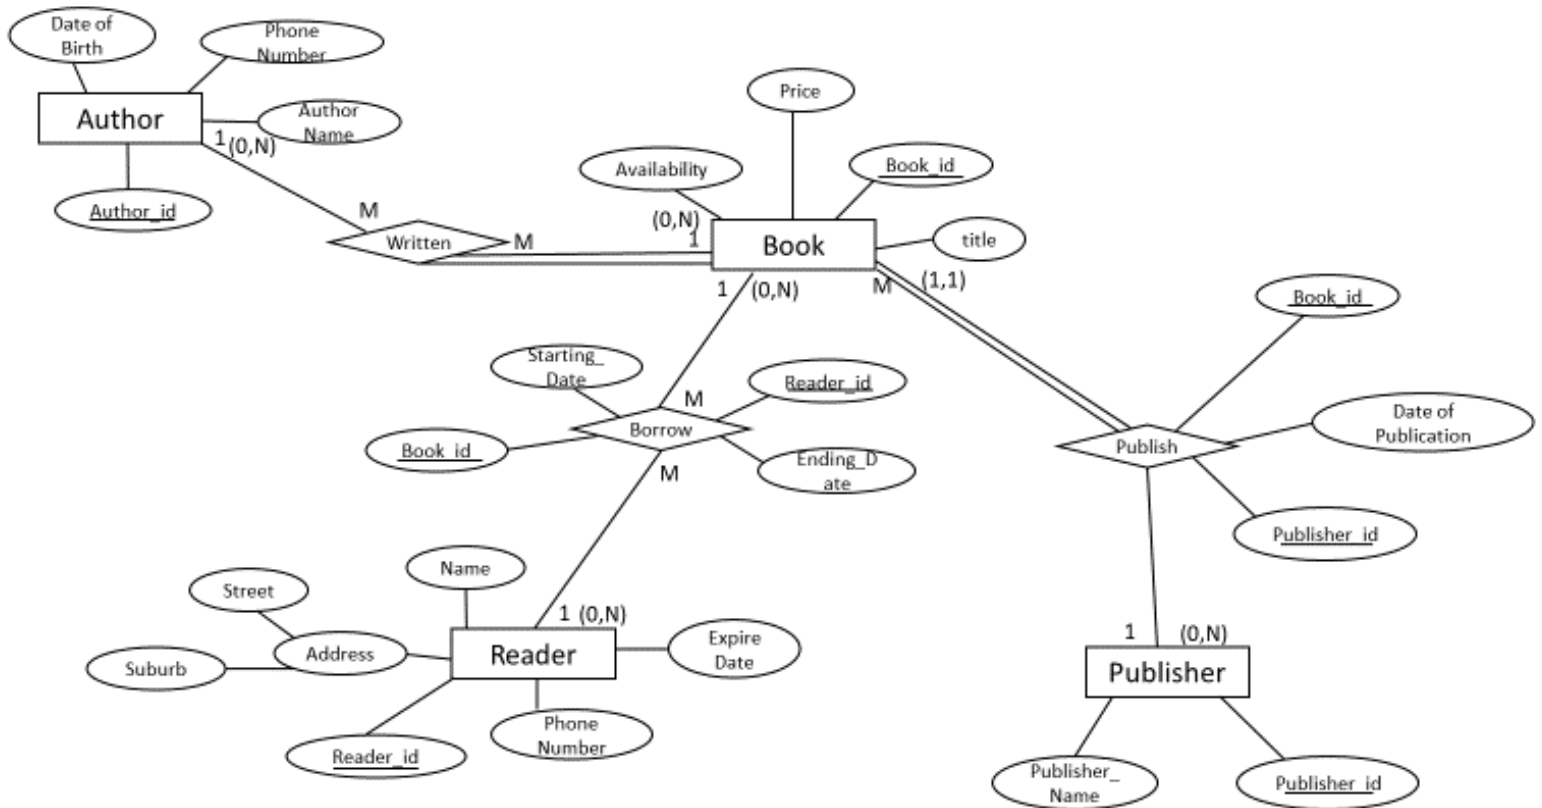 Date of
Birth
Phone
Number
Author
Author
Name
1
(0,N)
Author_id
M
Written
M
Price
Availability
Book_id
(0,N)
1
Book
title
1
(0,N)
M
(1,1)
Book_id
Starting_
Date
Reader_id
M
Borrow
Book_id
M
Ending_D
ate
Date of
Publication
Publish
Publisher_id
Name
Street
Address
Suburb
1
(0,N)
Reader
Expire
Date
Phone
Number
Reader_id
1
(0,N)
Publisher
Publisher_
Name
Publisher_id